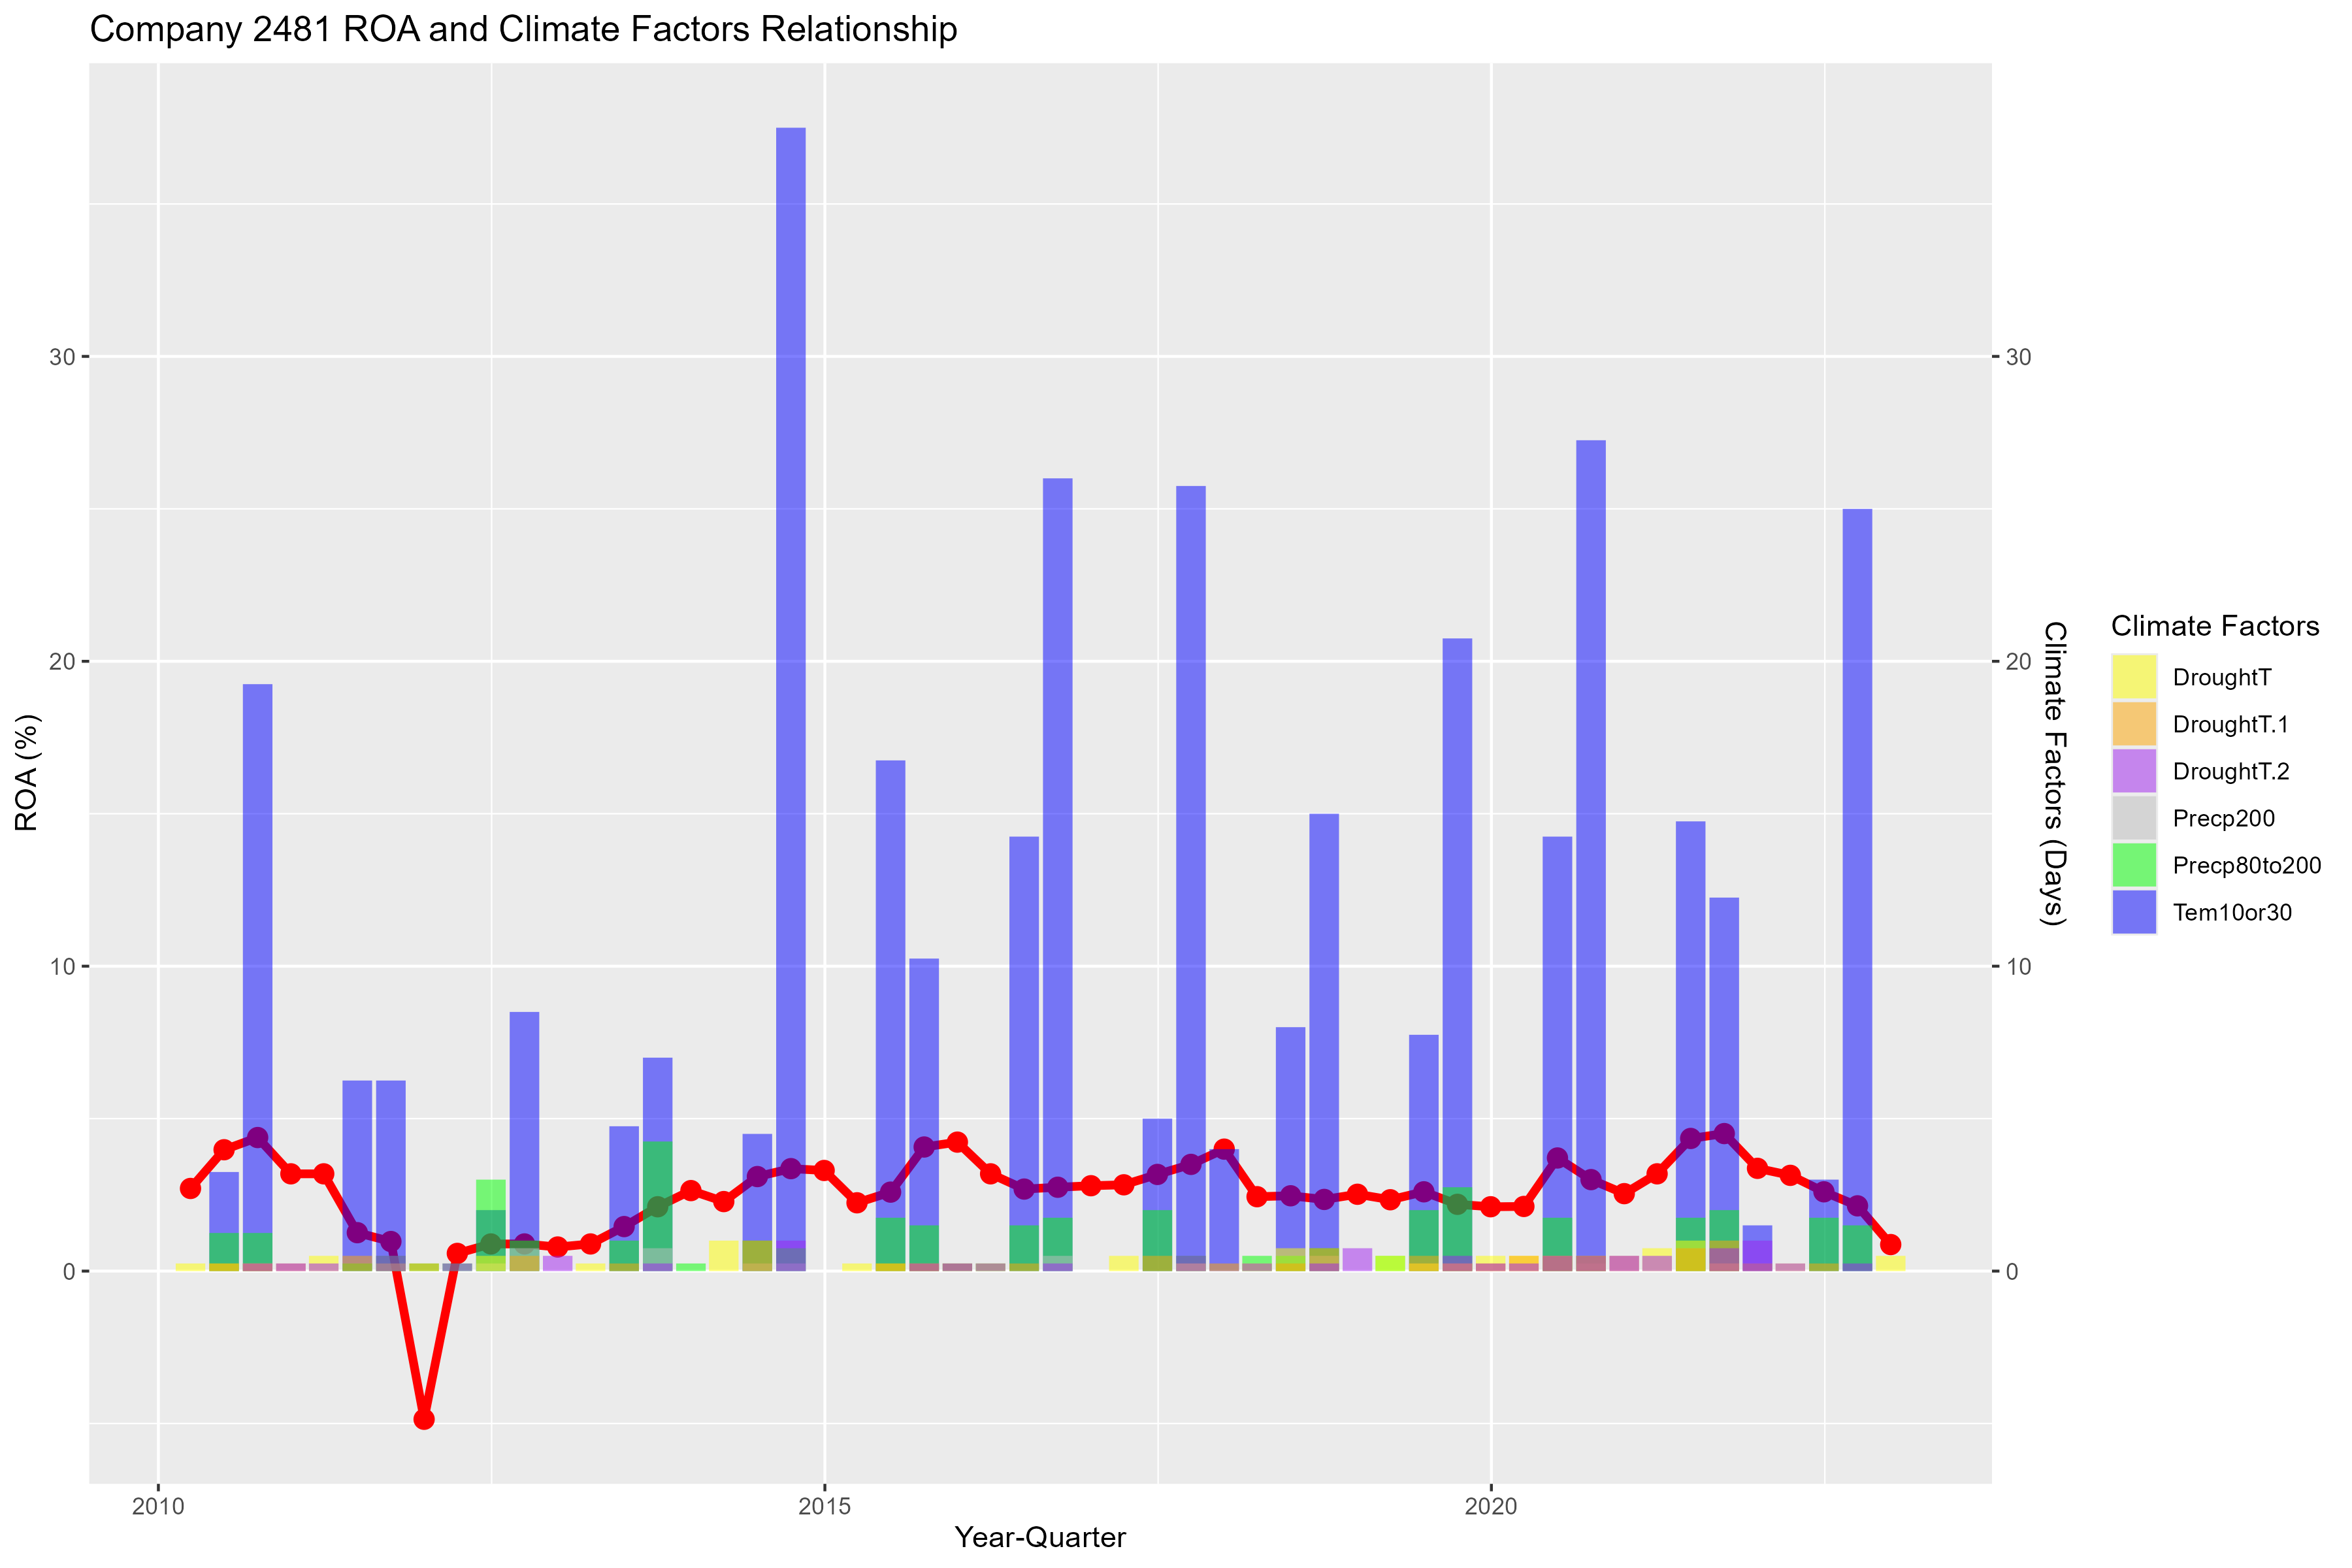 Company 2481 ROA and Climate Factors Relationship
ROA (%)
30
20
10
0
30
20
10
0
Climate Factors (Days)
2010
2015
2020
Year-Quarter
Climate Factors
DroughtT
DroughtT.1
DroughtT.2
Precp200
Precp80to200
Tem10or30